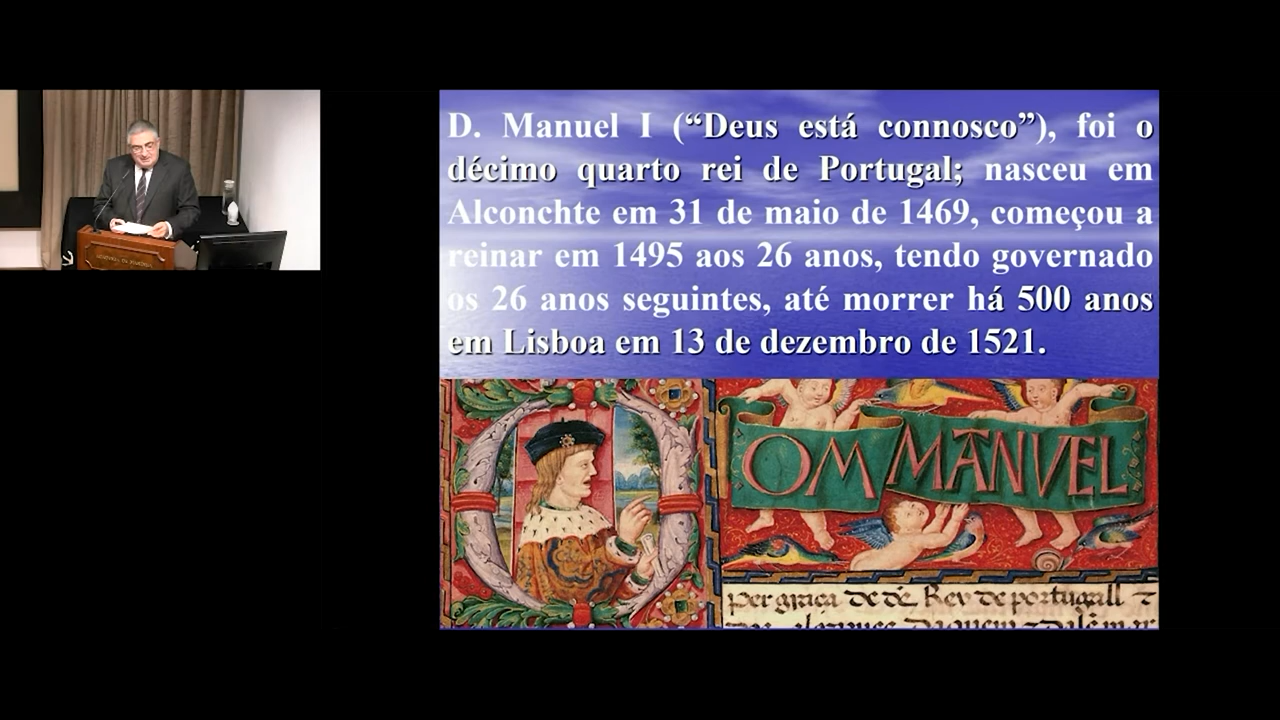 D. Manuel I (“Deus está connosco”), foi o
décimo quarto rei de Portugal; nasceu em
Alconchte em 31 de maio de 1469, começou a
reinar em 1495 aos 26 anos, tendo governado
os 26 anos seguintes, até morrer há 500 anos
em Lisboa em 13 de dezembro de 1521.
OM MANVEL
per graça de d̃s Rey de portugall